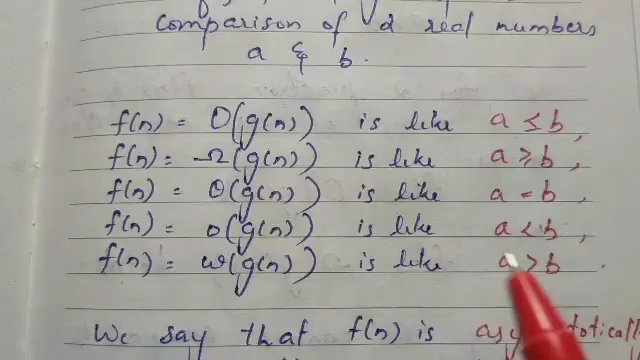 comparison of 2 real numbers
a & b.
f(n) = O(g(n)) is like a ≤ b,
f(n) = Ω(g(n)) is like a ≥ b,
f(n) = θ(g(n)) is like a = b,
f(n) = o(g(n)) is like a < b,
f(n) = ω(g(n)) is like a > b.
We say that f(n) is